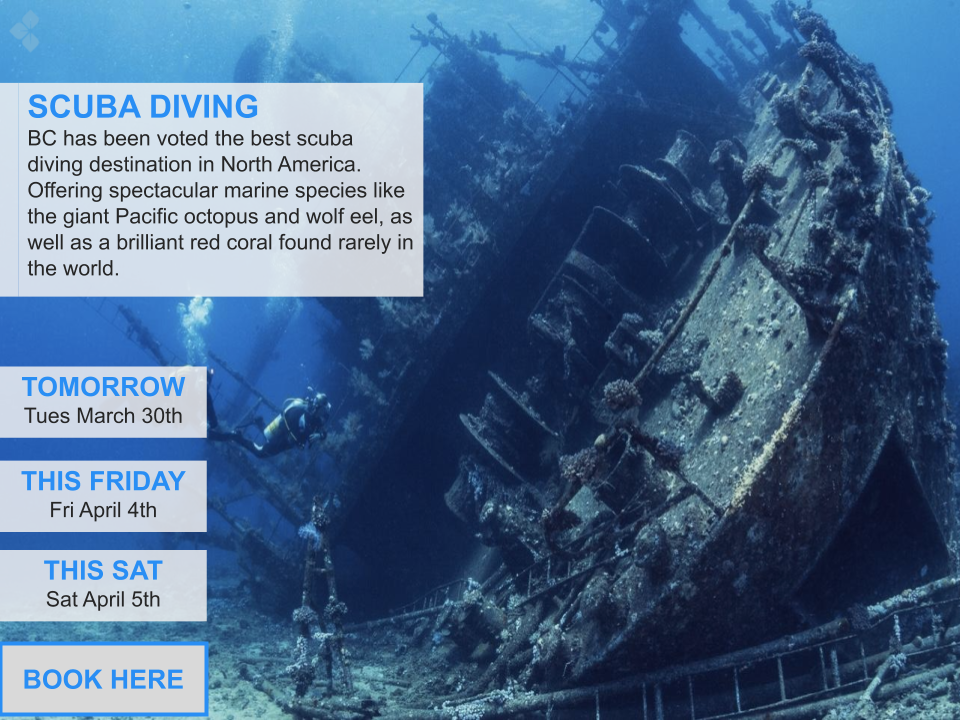 SCUBA DIVING
BC has been voted the best scuba
diving destination in North America.
Offering spectacular marine species like
the giant Pacific octopus and wolf eel, as
well as a brilliant red coral found rarely in
the world.
TOMORROW
Tues March 30th
THIS FRIDAY
Fri April 4th
THIS SAT
Sat April 5th
BOOK HERE